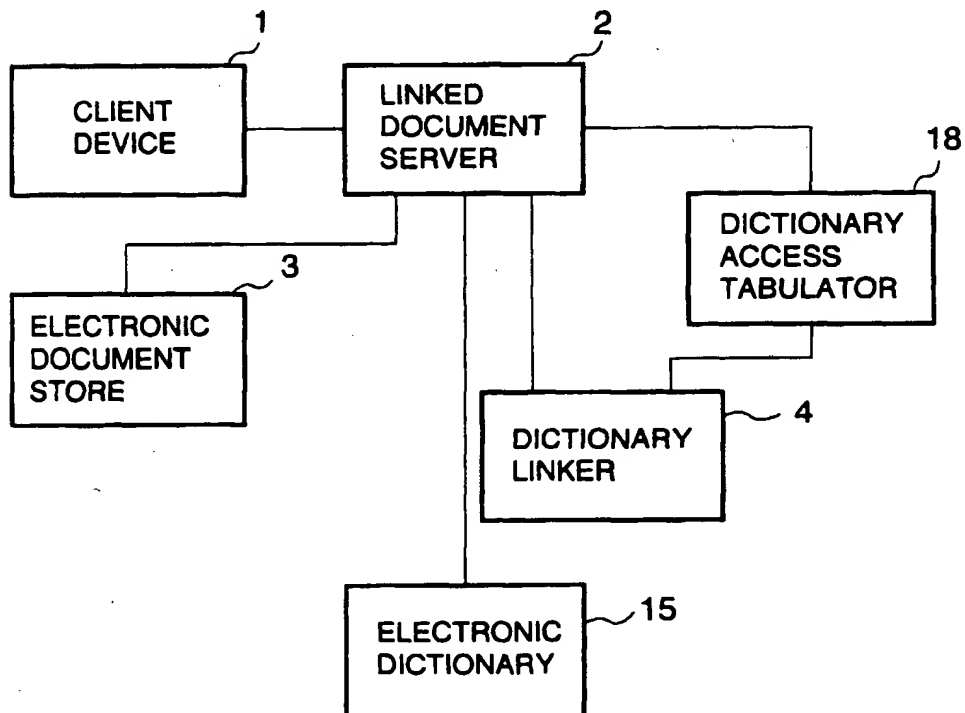 1
CLIENT
DEVICE
2
LINKED
DOCUMENT
SERVER
18
DICTIONARY
ACCESS
TABULATOR
3
ELECTRONIC
DOCUMENT
STORE
4
DICTIONARY
LINKER
15
ELECTRONIC
DICTIONARY